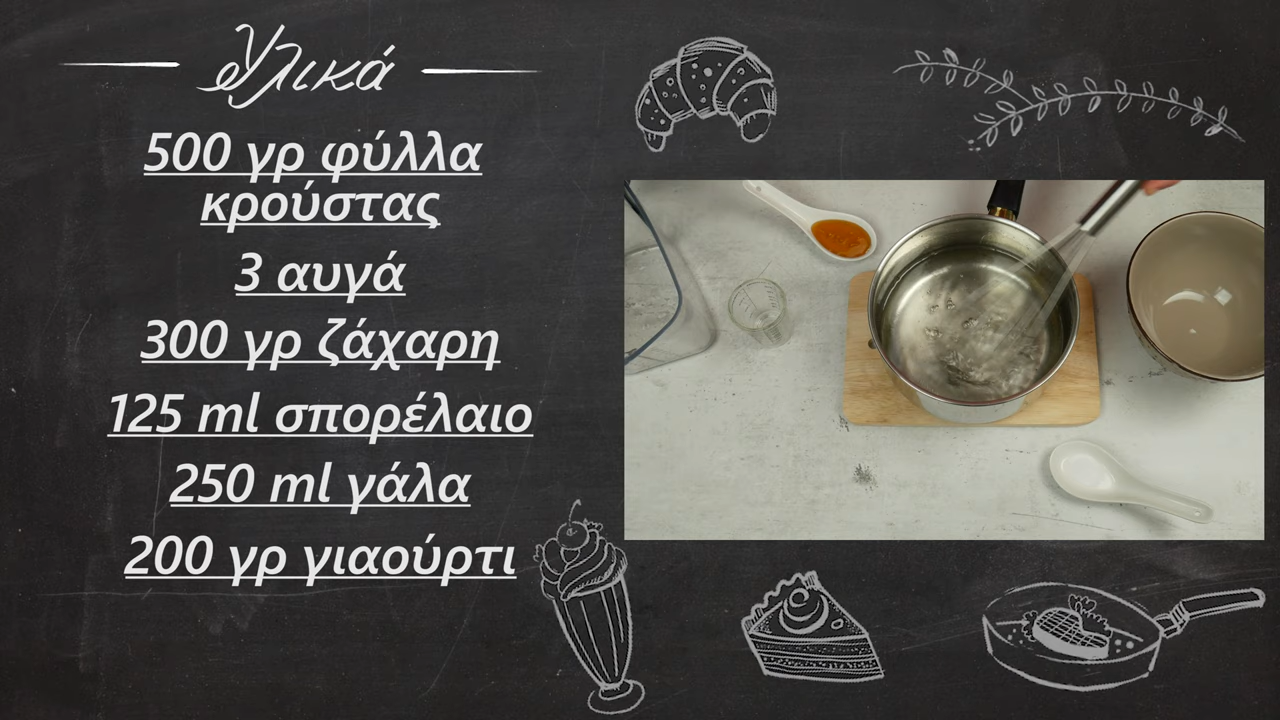 Υλικά
500 γρ φύλλα
κρούστας
3 αυγά
300 γρ ζάχαρη
125 ml σπορέλαιο
250 ml γάλα
200 γρ γιαούρτι